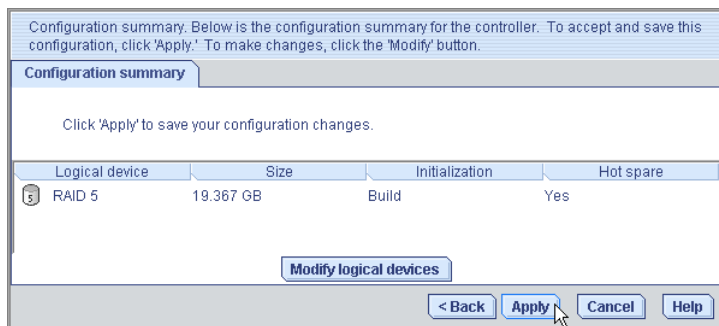 Configuration summary. Below is the configuration summary for the controller. To accept and save this
configuration, click 'Apply.' To make changes, click the 'Modify' button.
Configuration summary
Click 'Apply' to save your configuration changes.
Logical device Size Initialization Hot spare
5 RAID 5 19.367 GB Build Yes
Modify logical devices
< Back Apply Cancel Help